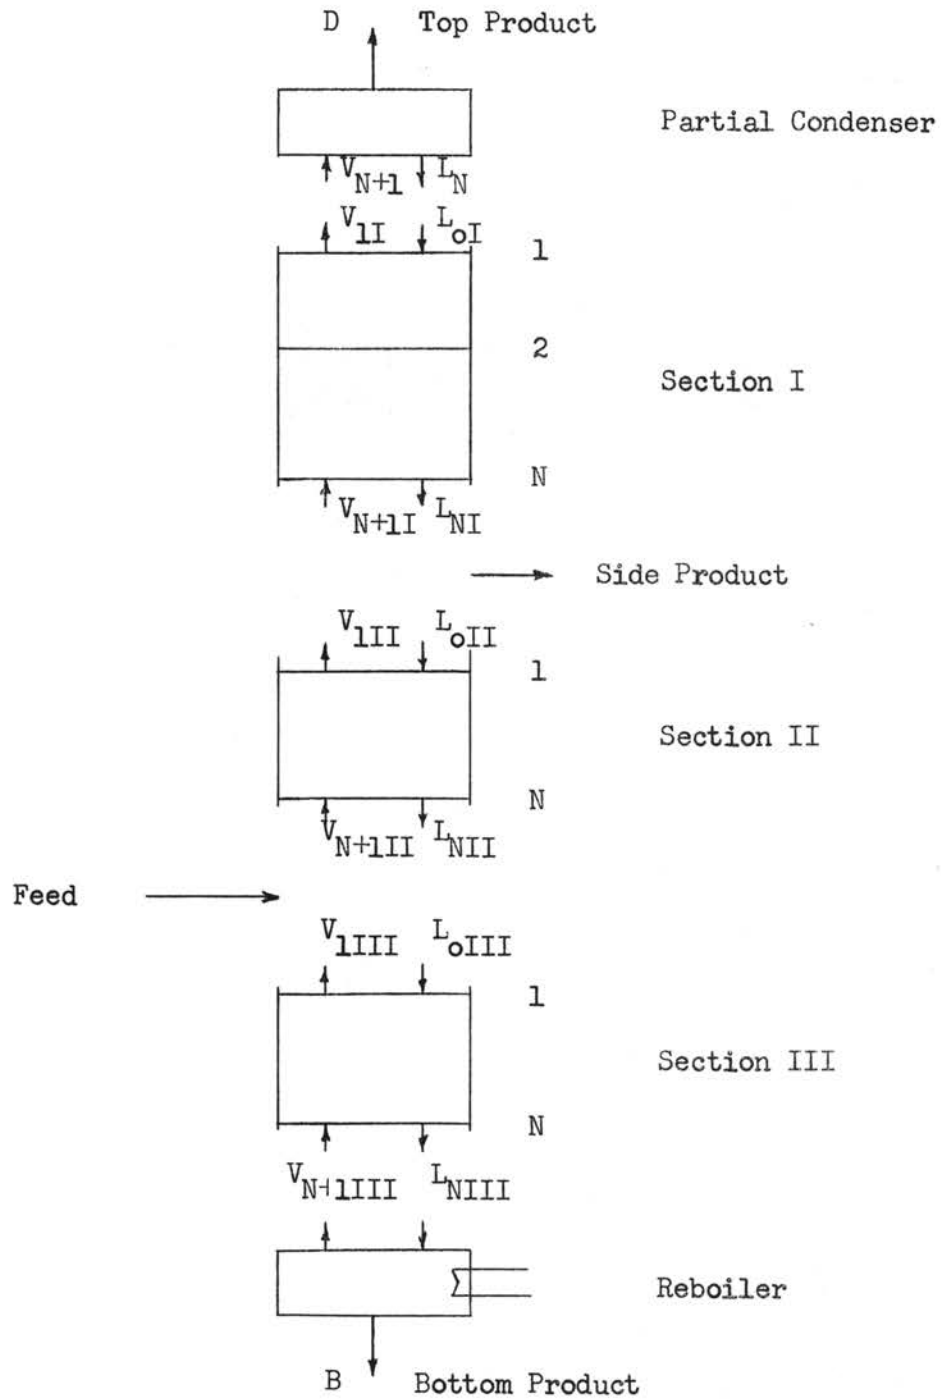 D Top Product
Partial Condenser
V_N+1 L_N
V_1I L_oI
1
2
Section I
N
V_N+1I L_NI
Side Product
V_1II L_oII
1
Section II
N
V_N+1II L_NII
Feed
V_1III L_oIII
1
Section III
N
V_N+1III L_NIII
Reboiler
B Bottom Product